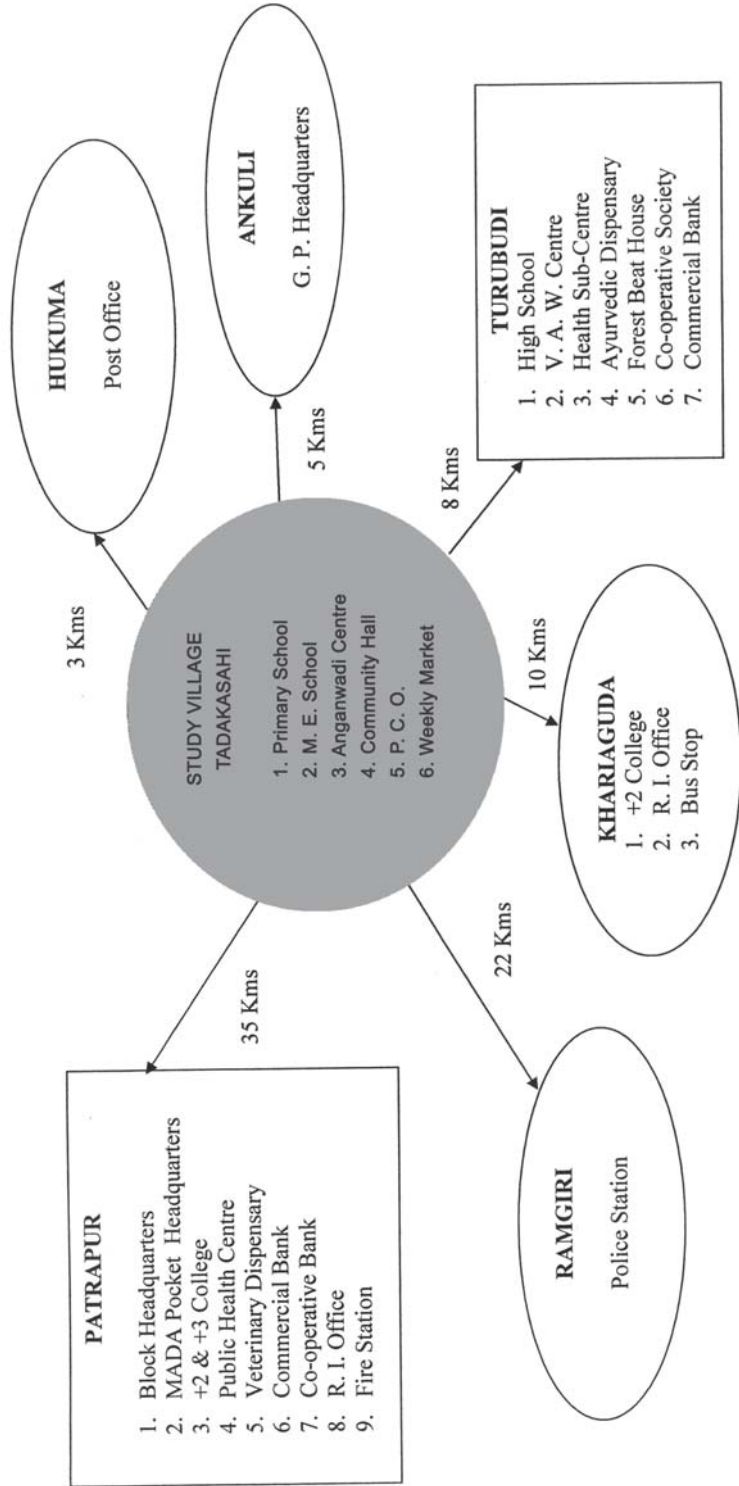 PATRAPUR
1. Block Headquarters
2. MADA Pocket Headquarters
3. +2 & +3 College
4. Public Health Centre
5. Veterinary Dispensary
6. Commercial Bank
7. Co-operative Bank
8. R. I. Office
9. Fire Station
35 Kms
3 Kms
HUKUMA
Post Office
STUDY VILLAGE
TADAKASAHI
1. Primary School
2. M. E. School
3. Anganwadi Centre
4. Community Hall
5. P. C. O.
6. Weekly Market
5 Kms
ANKULI
G. P. Headquarters
RAMGIRI
Police Station
22 Kms
KHARIAGUDA
1. +2 College
2. R. I. Office
3. Bus Stop
10 Kms
8 Kms
TURUBUDI
1. High School
2. V. A. W. Centre
3. Health Sub-Centre
4. Ayurvedic Dispensary
5. Forest Beat House
6. Co-operative Society
7. Commercial Bank